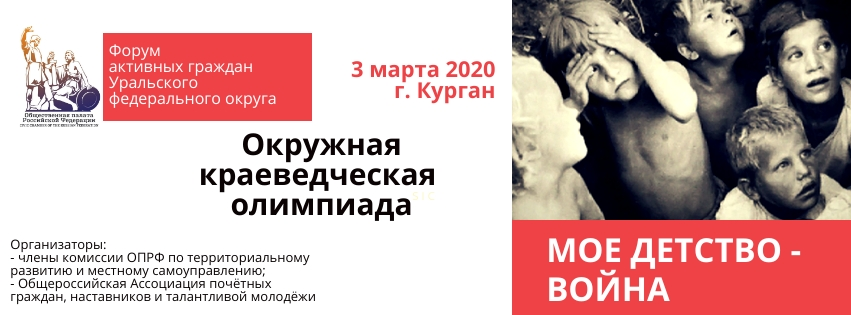 Форум
активных граждан
Уральского
федерального округа
Общественная палата
Российской Федерации
3 марта 2020
г. Курган
Окружная
краеведческая
олимпиада
Организаторы:
- члены комиссии ОПРФ по территориальному
развитию и местному самоуправлению;
- Общероссийская Ассоциация почётных
граждан, наставников и талантливой молодёжи
МОЕ ДЕТСТВО -
ВОЙНА